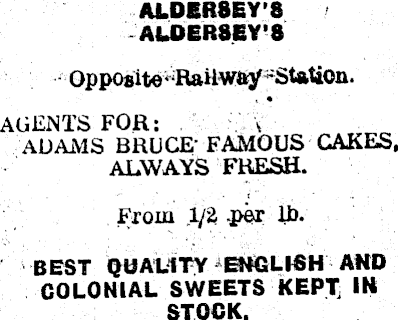 ALDERSEY'S
ALDERSEY'S
Opposite Railway Station.
AGENTS FOR:
ADAMS BRUCE FAMOUS CAKES,
ALWAYS FRESH.
From 1/2 per lb.
BEST QUALITY ENGLISH AND
COLONIAL SWEETS KEPT IN
STOCK.